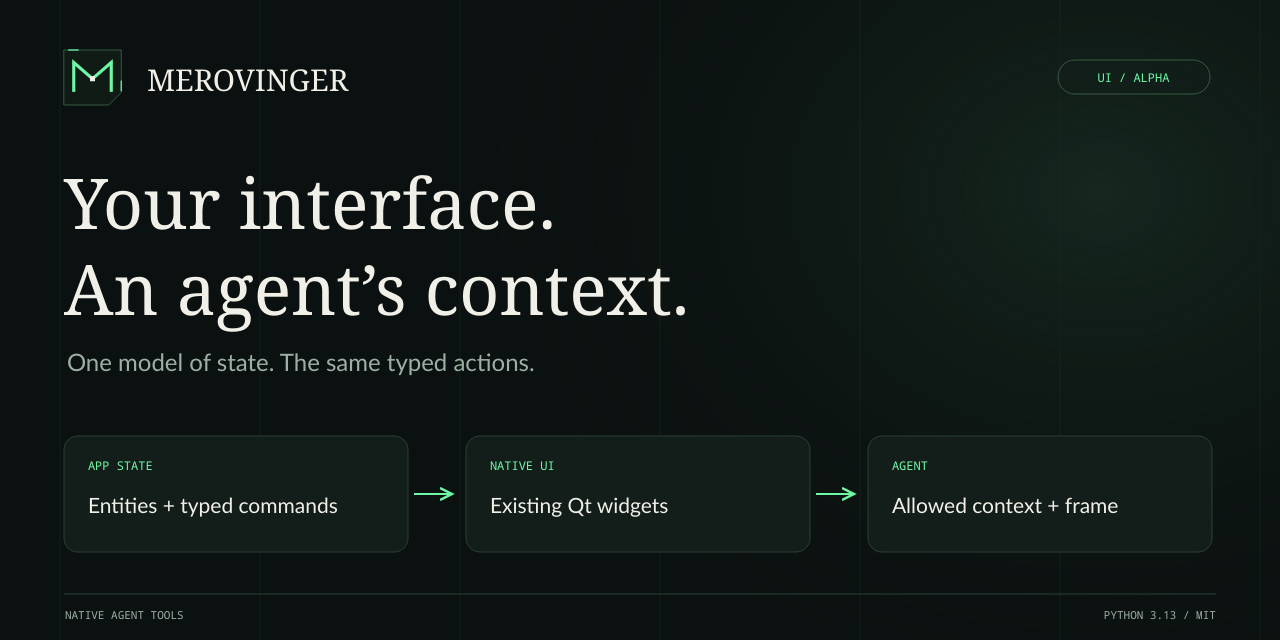 MEROVINGER
UI / ALPHA
Your interface.
An agent’s context.
One model of state. The same typed actions.
APP STATE
Entities + typed commands
NATIVE UI
Existing Qt widgets
AGENT
Allowed context + frame
NATIVE AGENT TOOLS
PYTHON 3.13 / MIT